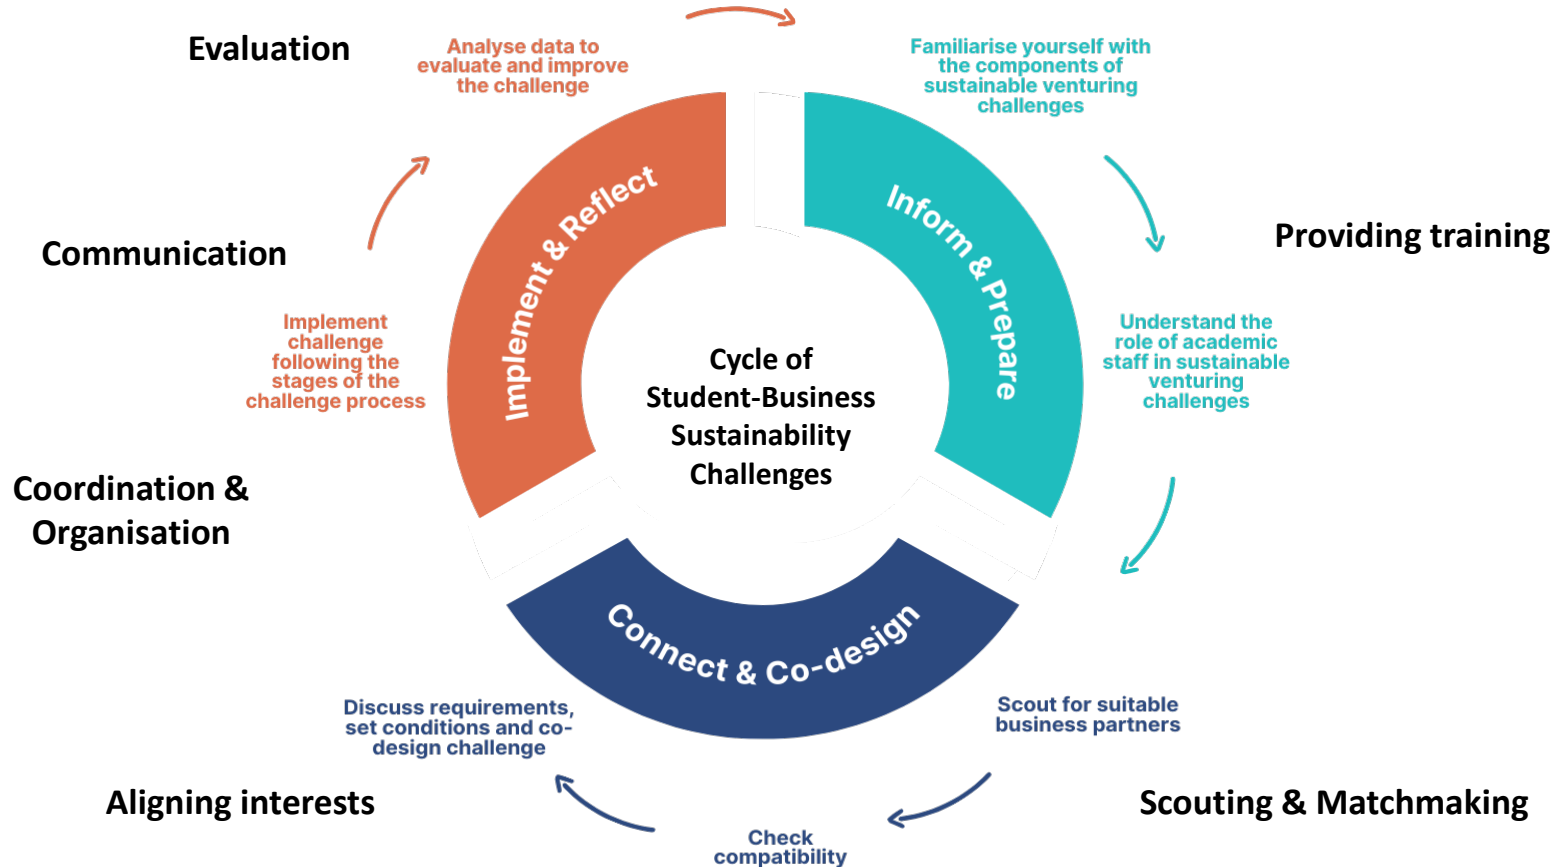 Evaluation
Analyse data to
evaluate and improve
the challenge
Familiarise yourself with
the components of
sustainable venturing
challenges
Implement & Reflect
Inform & Prepare
Communication
Providing training
Implement
challenge
following the
stages of the
challenge process
Understand the
role of academic
staff in sustainable
venturing
challenges
Cycle of
Student-Business
Sustainability
Challenges
Coordination &
Organisation
Connect & Co-design
Discuss requirements,
set conditions and co-
design challenge
Scout for suitable
business partners
Aligning interests
Scouting & Matchmaking
Check
compatibility